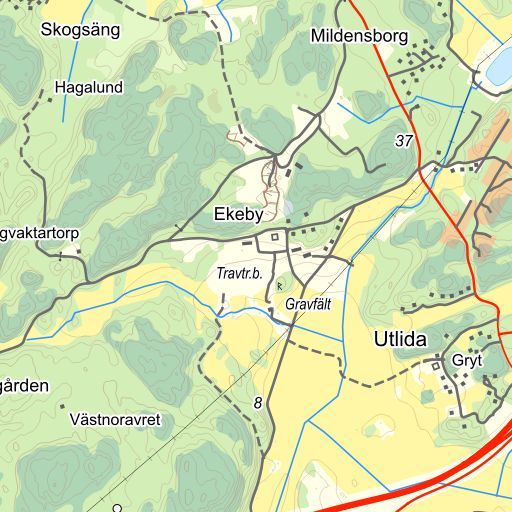 Skogsäng
Mildensborg
Hagalund
37
Ekeby
gvaktartorp
Travtr.b.
Gravfält
Utlida
Gryt
gården
8
Västnoravret